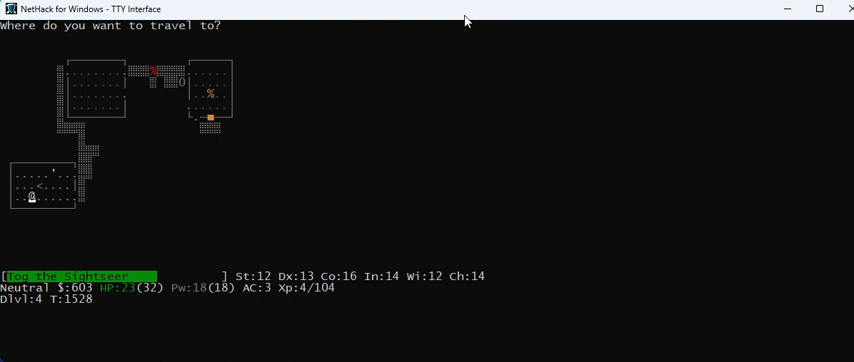 NetHack for Windows - TTY Interface
Where do you want to travel to?
[Tog the Sightseer ] St:12 Dx:13 Co:16 In:14 Wi:12 Ch:14
Neutral $:603 HP:23(32) Pw:18(18) AC:3 Xp:4/104
Dlvl:4 T:1528